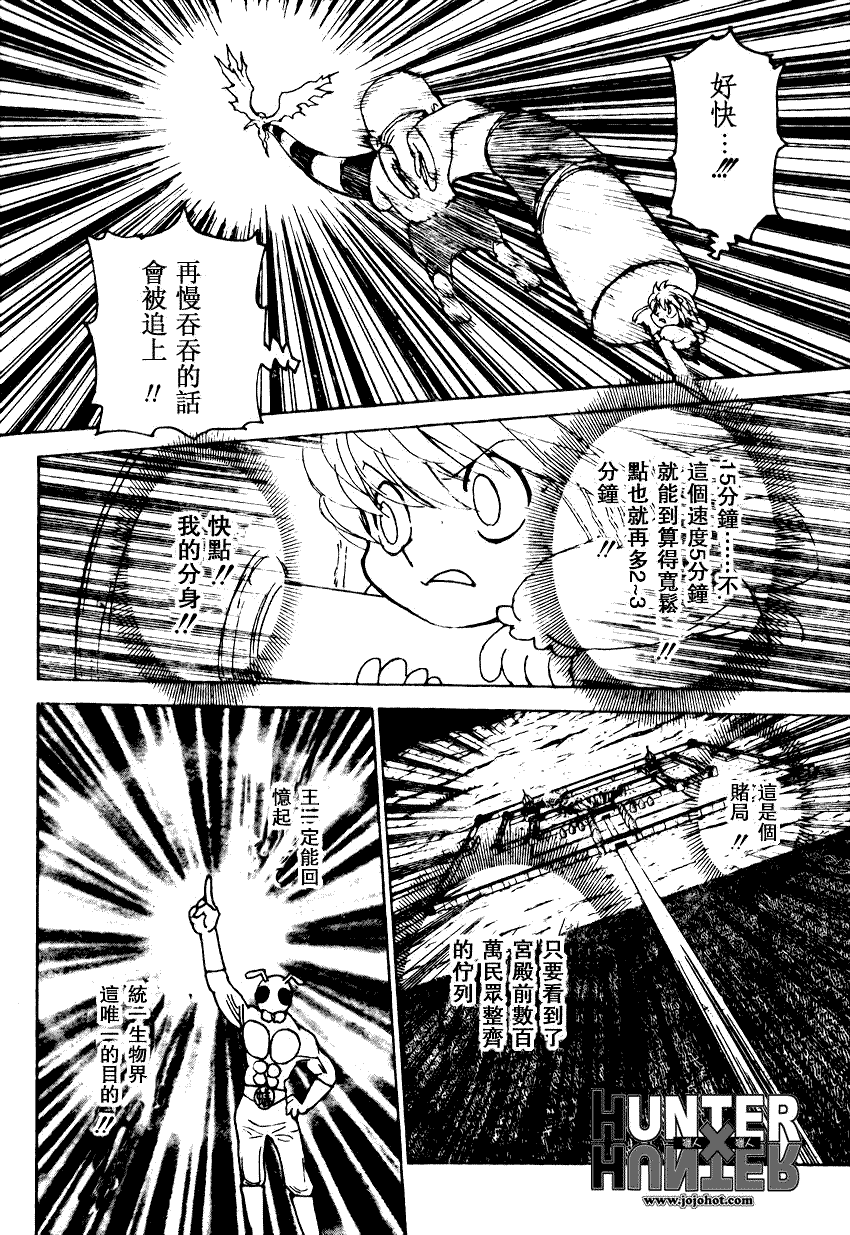 好快…!!!
再慢吞吞的話
會被追上
!!
15分鐘……不
這個速度5分鐘
就能到算得寬鬆
點也就再多2~3
分鐘
!!
快點!!
我的分身
!!
這是個
賭局
!!
只要看到了
宮殿前數百
萬民眾整齊
的佇列
王一定能回
憶起
統一生物界
這唯一的目的
!!
HUNTER
×
獵人
獵人
HUNTER
www.jojohot.com